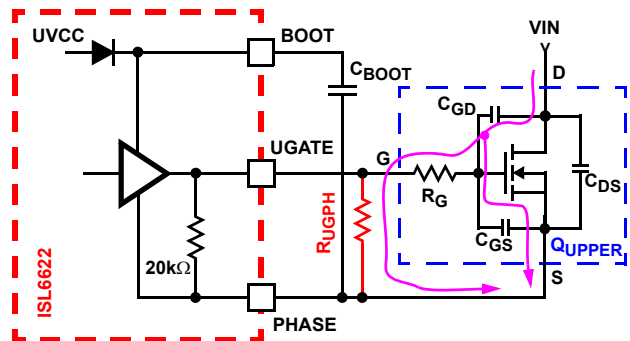 UVCC
BOOT
VIN
D
CBOOT
CGD
UGATE
G
RG
CDS
RUGPH
CGS
QUPPER
20kΩ
S
ISL6622
PHASE